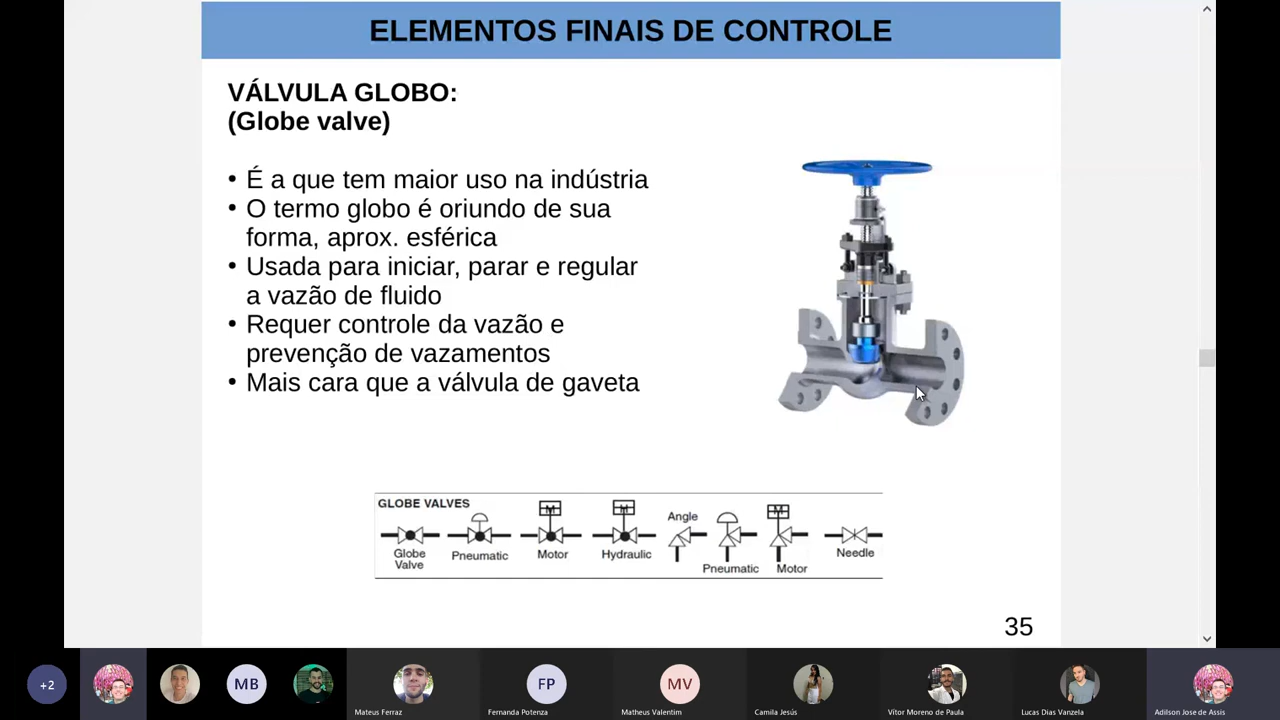 ELEMENTOS FINAIS DE CONTROLE
VÁLVULA GLOBO:
(Globe valve)
• É a que tem maior uso na indústria
• O termo globo é oriundo de sua
forma, aprox. esférica
• Usada para iniciar, parar e regular
a vazão de fluido
• Requer controle da vazão e
prevenção de vazamentos
• Mais cara que a válvula de gaveta
GLOBE VALVES
M
H
Angle
M
Globe
Valve
Pneumatic
Motor
Hydraulic
Pneumatic
Motor
Needle
35
+2
MB
FP
MV
Mateus Ferraz
Fernanda Potenza
Matheus Valentim
Camila Jesús
Vítor Moreno de Paula
Lucas Dias Vanzela
Adilson Jose de Assis